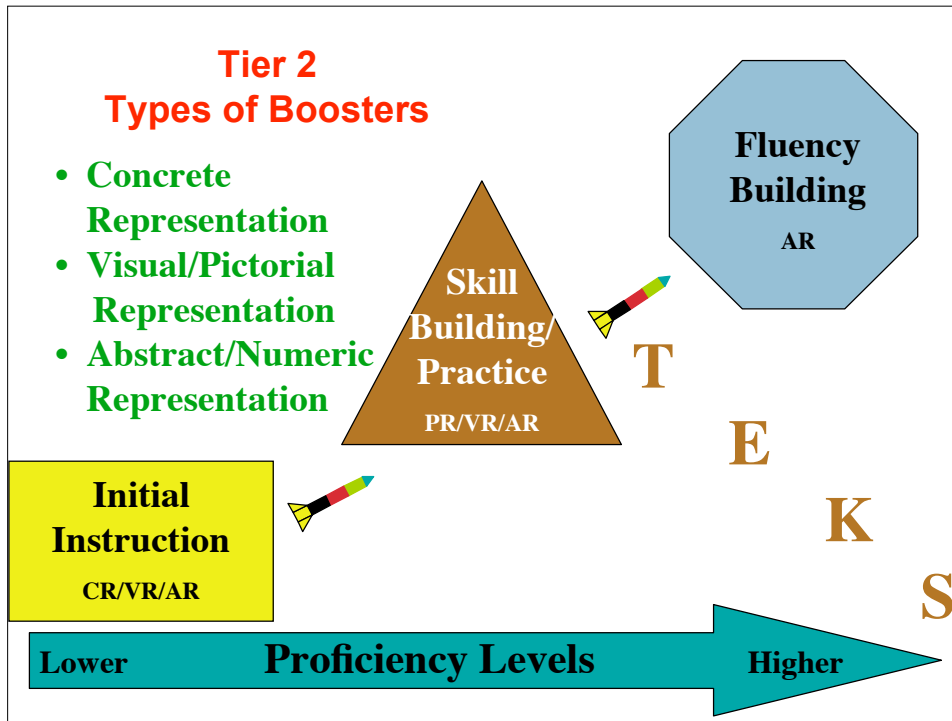 Tier 2
Types of Boosters
• Concrete
Representation
• Visual/Pictorial
Representation
• Abstract/Numeric
Representation
Fluency
Building
AR
Skill
Building/
Practice
PR/VR/AR
T
E
K
S
Initial
Instruction
CR/VR/AR
Lower Proficiency Levels Higher